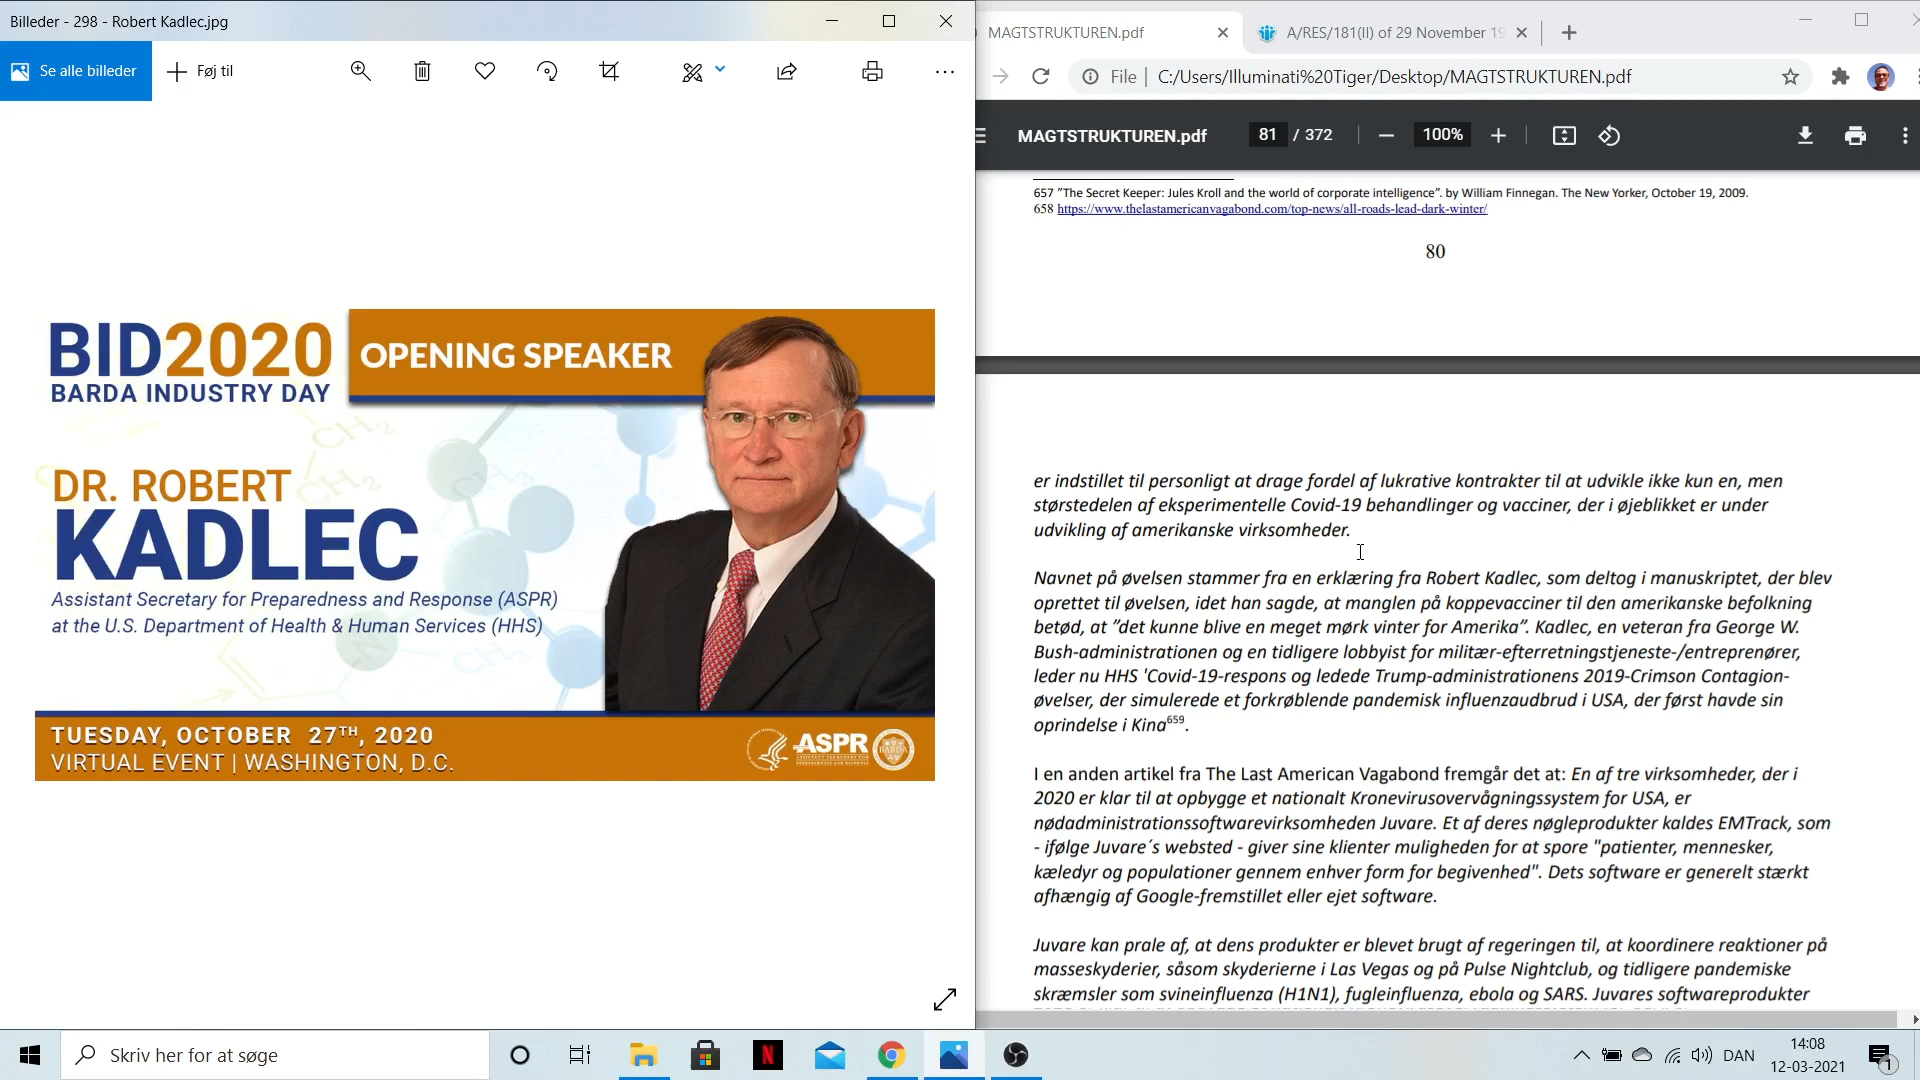 Billeder - 298 - Robert Kadlec.jpg
Se alle billeder
Føj til
BID2020
BARDA INDUSTRY DAY
OPENING SPEAKER
DR. ROBERT
KADLEC
Assistant Secretary for Preparedness and Response (ASPR)
at the U.S. Department of Health & Human Services (HHS)
TUESDAY, OCTOBER 27TH, 2020
VIRTUAL EVENT | WASHINGTON, D.C.
ASPR
MAGTSTRUKTUREN.pdf
A/RES/181(II) of 29 November 19
File
C:/Users/Illuminati%20Tiger/Desktop/MAGTSTRUKTUREN.pdf
MAGTSTRUKTUREN.pdf
81 / 372
100%
657 ”The Secret Keeper: Jules Kroll and the world of corporate intelligence”. by William Finnegan. The New Yorker, October 19, 2009.
658 https://www.thelastamericanvagabond.com/top-news/all-roads-lead-dark-winter/
80
er indstillet til personligt at drage fordel af lukrative kontrakter til at udvikle ikke kun en, men
størstedelen af eksperimentelle Covid-19 behandlinger og vacciner, der i øjeblikket er under
udvikling af amerikanske virksomheder.
Navnet på øvelsen stammer fra en erklæring fra Robert Kadlec, som deltog i manuskriptet, der blev
oprettet til øvelsen, idet han sagde, at manglen på koppevacciner til den amerikanske befolkning
betød, at ”det kunne blive en meget mørk vinter for Amerika”. Kadlec, en veteran fra George W.
Bush-administrationen og en tidligere lobbyist for militær-efterretningstjeneste-/entreprenører,
leder nu HHS 'Covid-19-respons og ledede Trump-administrationens 2019-Crimson Contagion-
øvelser, der simulerede et forkrøblende pandemisk influenzaudbrud i USA, der først havde sin
oprindelse i Kina659.
I en anden artikel fra The Last American Vagabond fremgår det at: En af tre virksomheder, der i
2020 er klar til at opbygge et nationalt Kronevirusovervågningssystem for USA, er
nødadministrationssoftwarevirksomheden Juvare. Et af deres nøgleprodukter kaldes EMTrack, som
- ifølge Juvare´s websted - giver sine klienter muligheden for at spore "patienter, mennesker,
kæledyr og populationer gennem enhver form for begivenhed". Dets software er generelt stærkt
afhængig af Google-fremstillet eller ejet software.
Juvare kan prale af, at dens produkter er blevet brugt af regeringen til, at koordinere reaktioner på
masseskyderier, såsom skyderierne i Las Vegas og på Pulse Nightclub, og tidligere pandemiske
skræmsler som svineinfluenza (H1N1), fugleinfluenza, ebola og SARS. Juvares softwareprodukter
Skriv her for at søge
DAN
14:08
12-03-2021
1